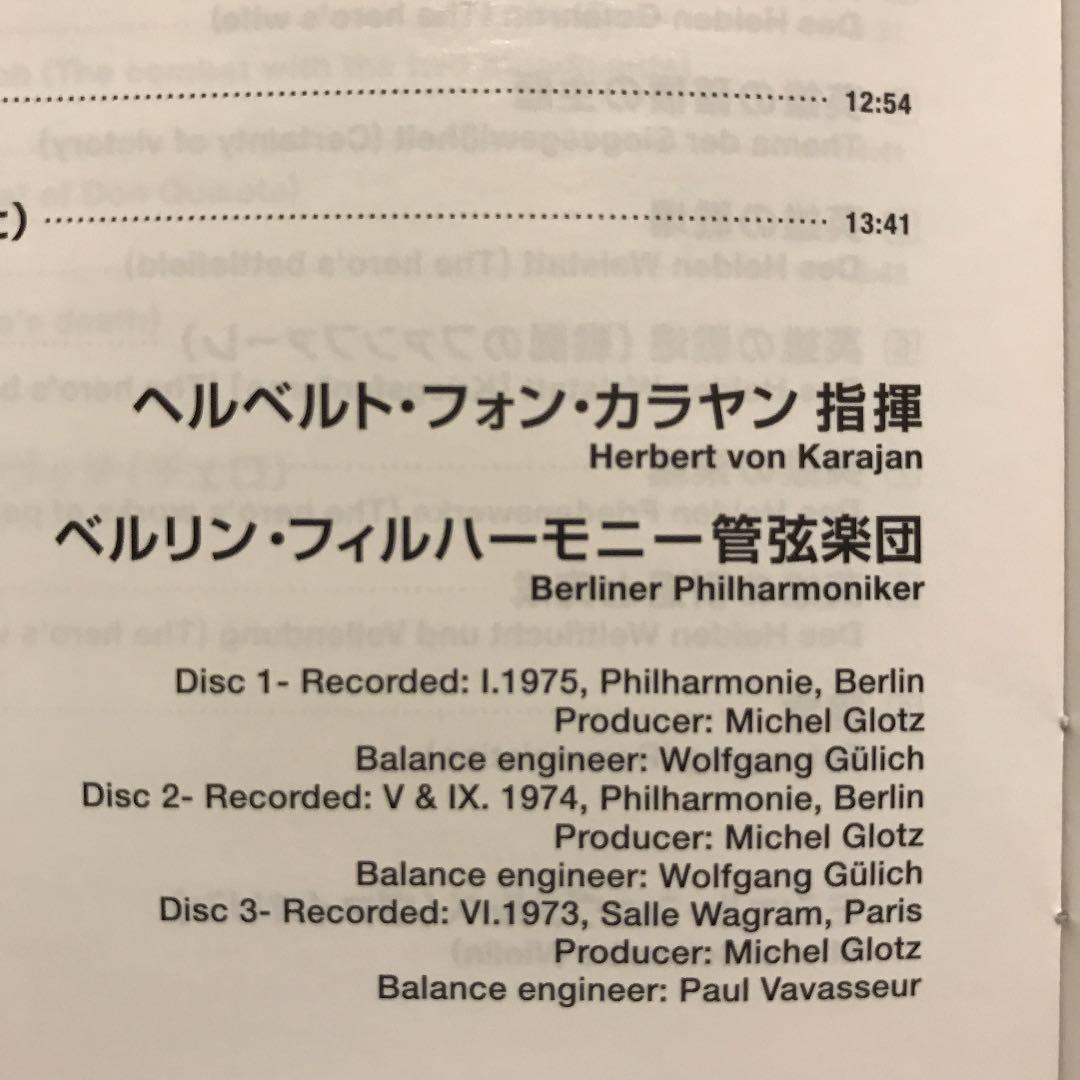 12:54
) 13:41
ヘルベルト・フォン・カラヤン 指揮
Herbert von Karajan
ベルリン・フィルハーモニー管弦楽団
Berliner Philharmoniker
Disc 1- Recorded: I.1975, Philharmonie, Berlin
Producer: Michel Glotz
Balance engineer: Wolfgang Gülich
Disc 2- Recorded: V & IX. 1974, Philharmonie, Berlin
Producer: Michel Glotz
Balance engineer: Wolfgang Gülich
Disc 3- Recorded: VI.1973, Salle Wagram, Paris
Producer: Michel Glotz
Balance engineer: Paul Vavasseur